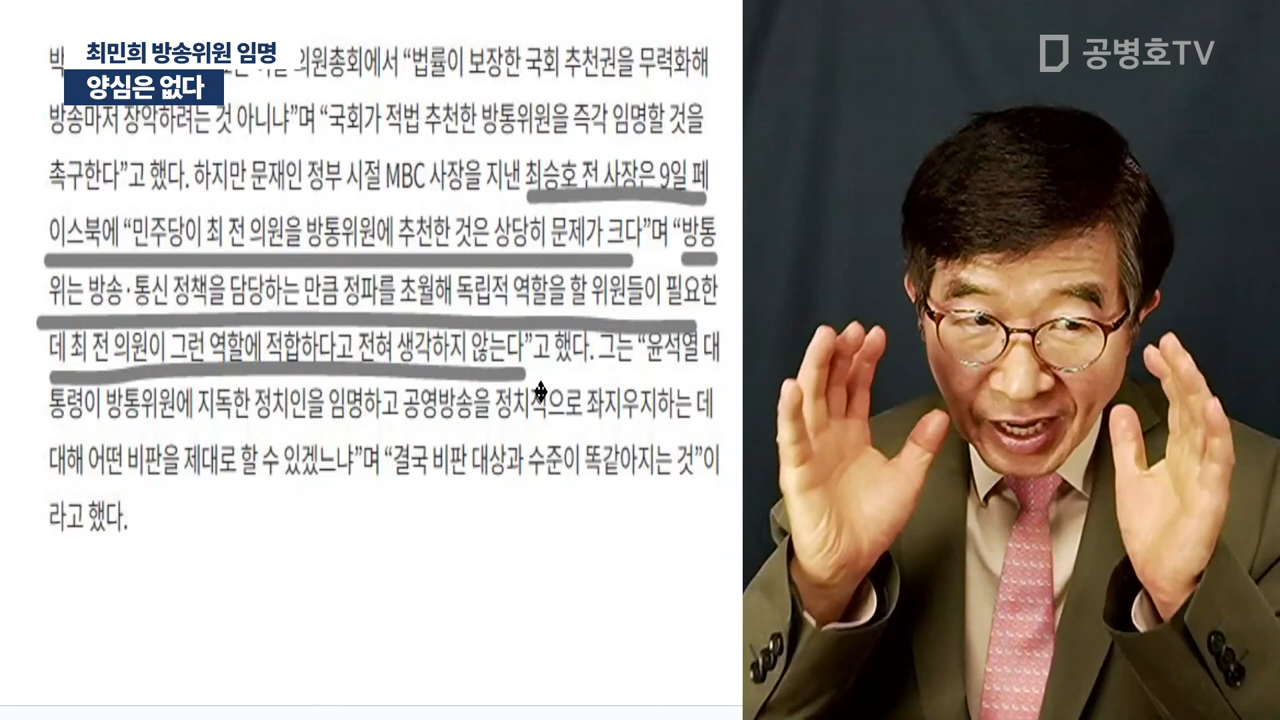 최민희 방송위원 임명
양심은 없다
공병호TV
박 의원총회에서 “법률이 보장한 국회 추천권을 무력화해
방송마저 장악하려는 것 아니냐”며 “국회가 적법 추천한 방통위원을 즉각 임명할 것을
촉구한다”고 했다. 하지만 문재인 정부 시절 MBC 사장을 지낸 최승호 전 사장은 9일 페
이스북에 “민주당이 최 전 의원을 방통위원에 추천한 것은 상당히 문제가 크다”며 “방통
위는 방송·통신 정책을 담당하는 만큼 정파를 초월해 독립적 역할을 할 위원들이 필요한
데 최 전 의원이 그런 역할에 적합하다고 전혀 생각하지 않는다”고 했다. 그는 “윤석열 대
통령이 방통위원에 지독한 정치인을 임명하고 공영방송을 정치적으로 좌지우지하는 데
대해 어떤 비판을 제대로 할 수 있겠느냐”며 “결국 비판 대상과 수준이 똑같아지는 것”이
라고 했다.